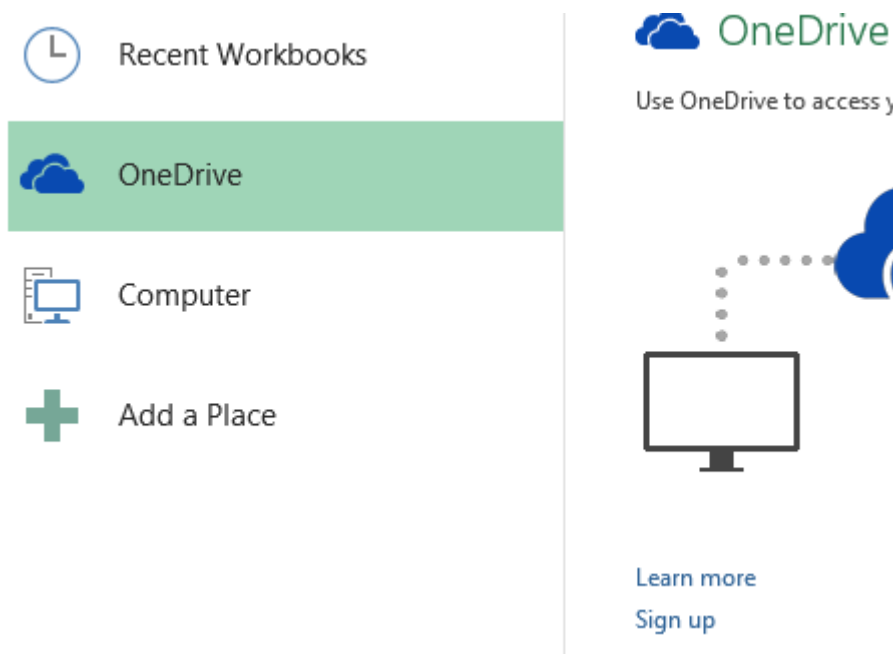 Recent Workbooks
OneDrive
Computer
Add a Place
OneDrive
Use OneDrive to access
Learn more
Sign up